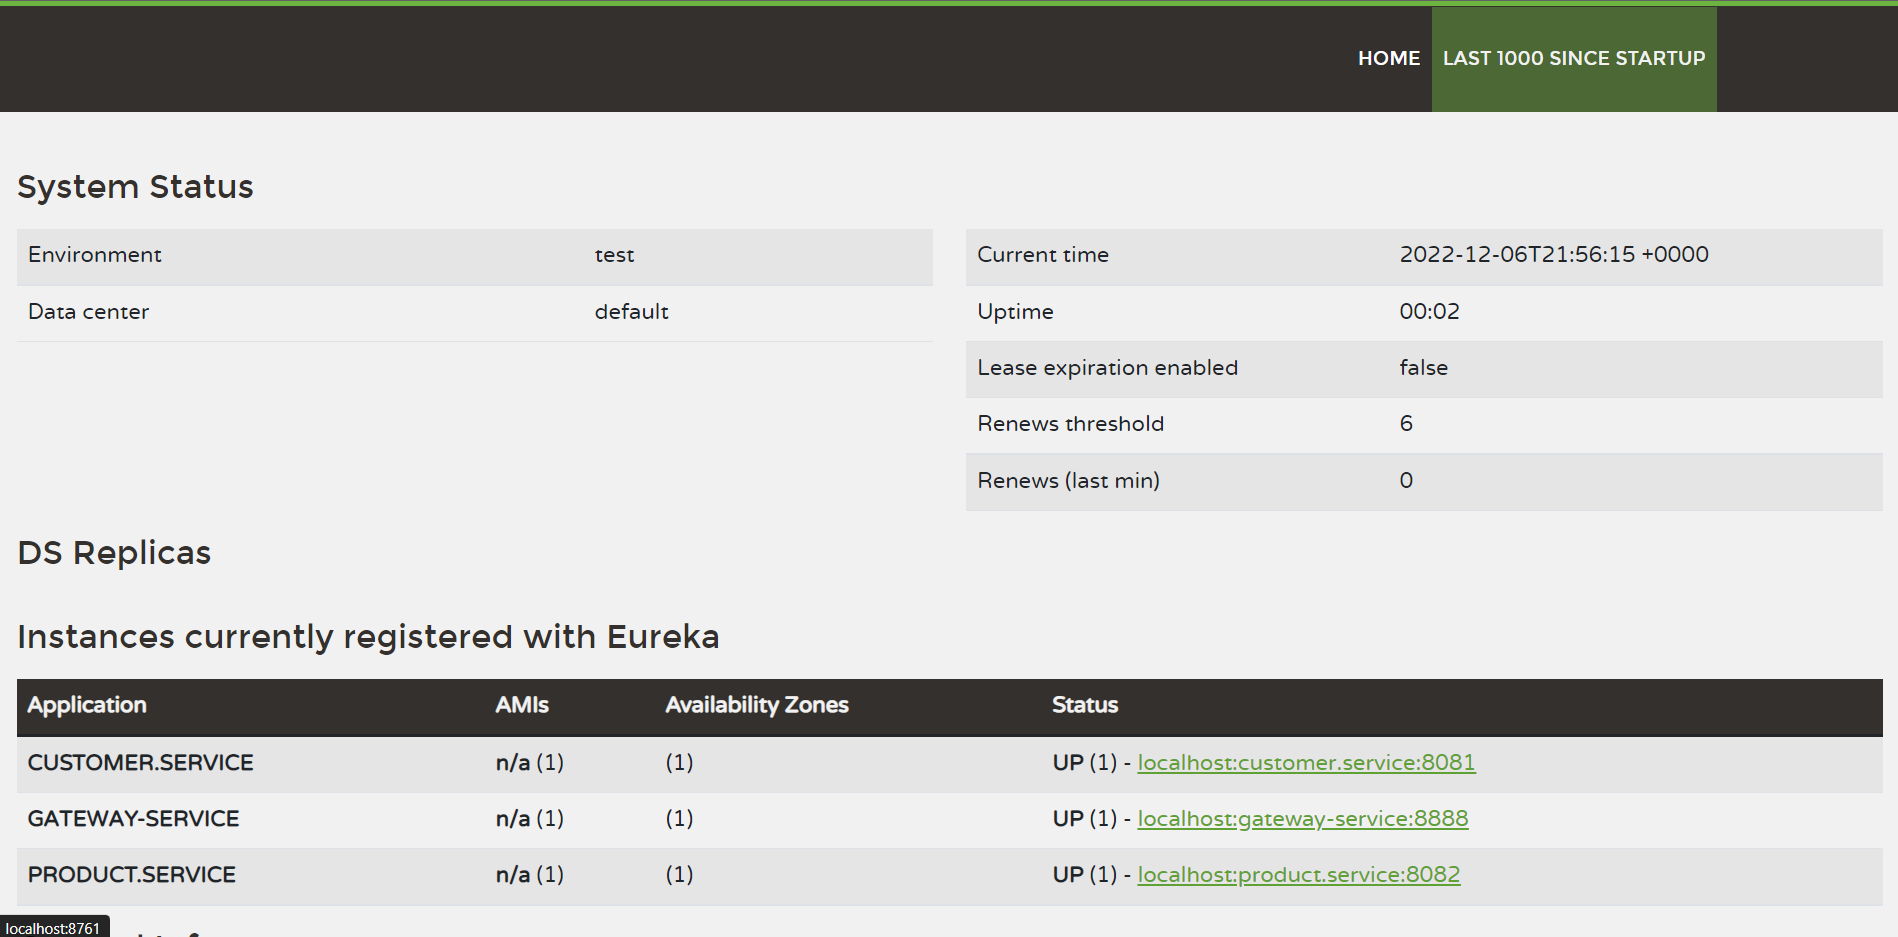 HOME LAST 1000 SINCE STARTUP
System Status
Environment test
Data center default
Current time 2022-12-06T21:56:15 +0000
Uptime 00:02
Lease expiration enabled false
Renews threshold 6
Renews (last min) 0
DS Replicas
Instances currently registered with Eureka
Application AMIs Availability Zones Status
CUSTOMER.SERVICE n/a (1) (1) UP (1) - localhost:customer.service:8081
GATEWAY-SERVICE n/a (1) (1) UP (1) - localhost:gateway-service:8888
PRODUCT.SERVICE n/a (1) (1) UP (1) - localhost:product.service:8082
localhost:8761